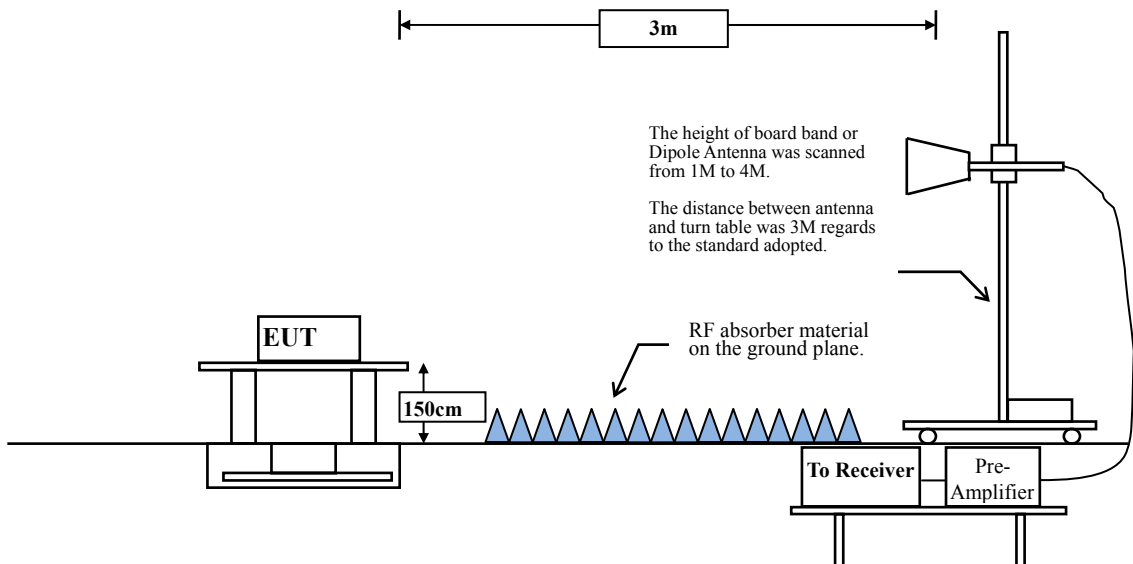 3m
The height of board band or
Dipole Antenna was scanned
from 1M to 4M.
The distance between antenna
and turn table was 3M regards
to the standard adopted.
EUT
RF absorber material
on the ground plane.
150cm
To Receiver
Pre-
Amplifier